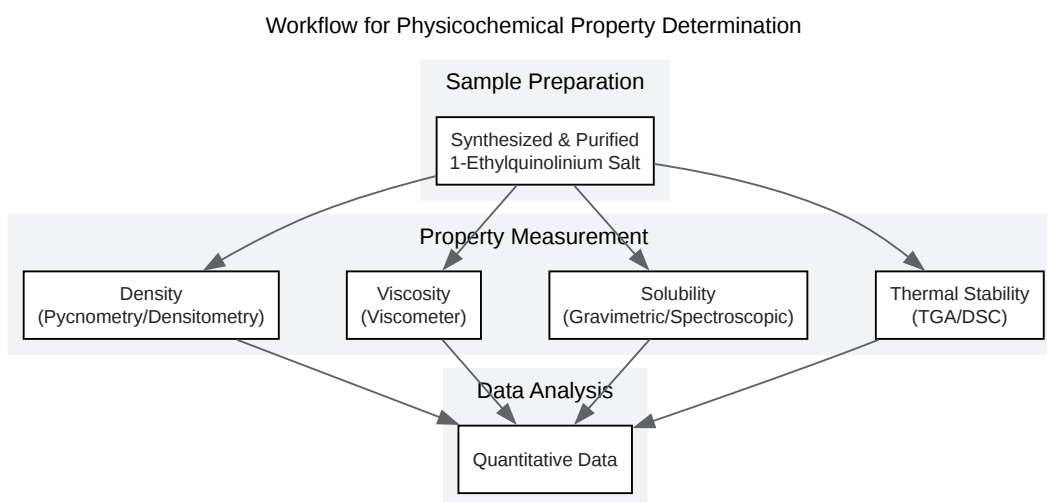 Workflow for Physicochemical Property Determination
Sample Preparation
Synthesized & Purified
1-Ethylquinolinium Salt
Property Measurement
Density
(Pycnometry/Densitometry)
Viscosity
(Viscometer)
Solubility
(Gravimetric/Spectroscopic)
Thermal Stability
(TGA/DSC)
Data Analysis
Quantitative Data